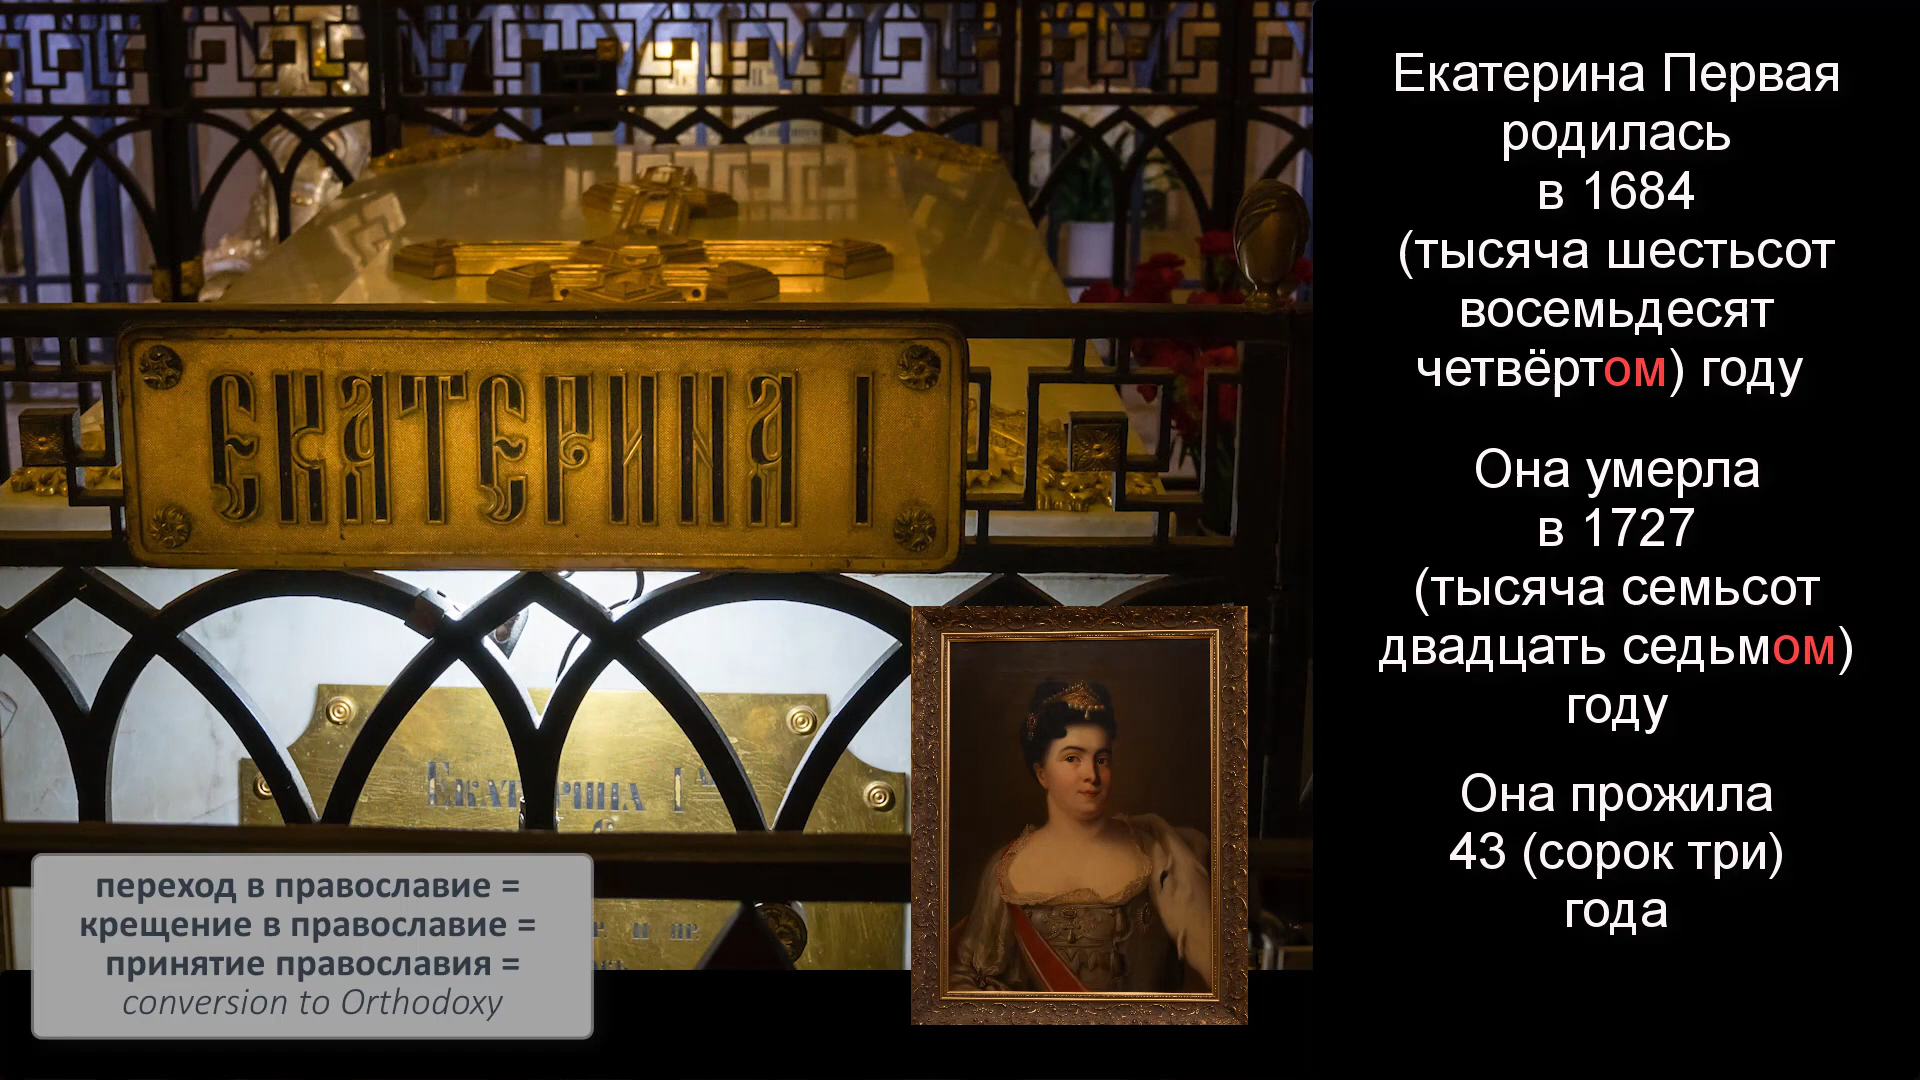 ЕКАТЕРИНА I
Екатерина I
переход в православие =
крещение в православие =
принятие православия =
conversion to Orthodoxy
Екатерина Первая
родилась
в 1684
(тысяча шестьсот
восемьдесят
четвёртом) году
Она умерла
в 1727
(тысяча семьсот
двадцать седьмом)
году
Она прожила
43 (сорок три)
года